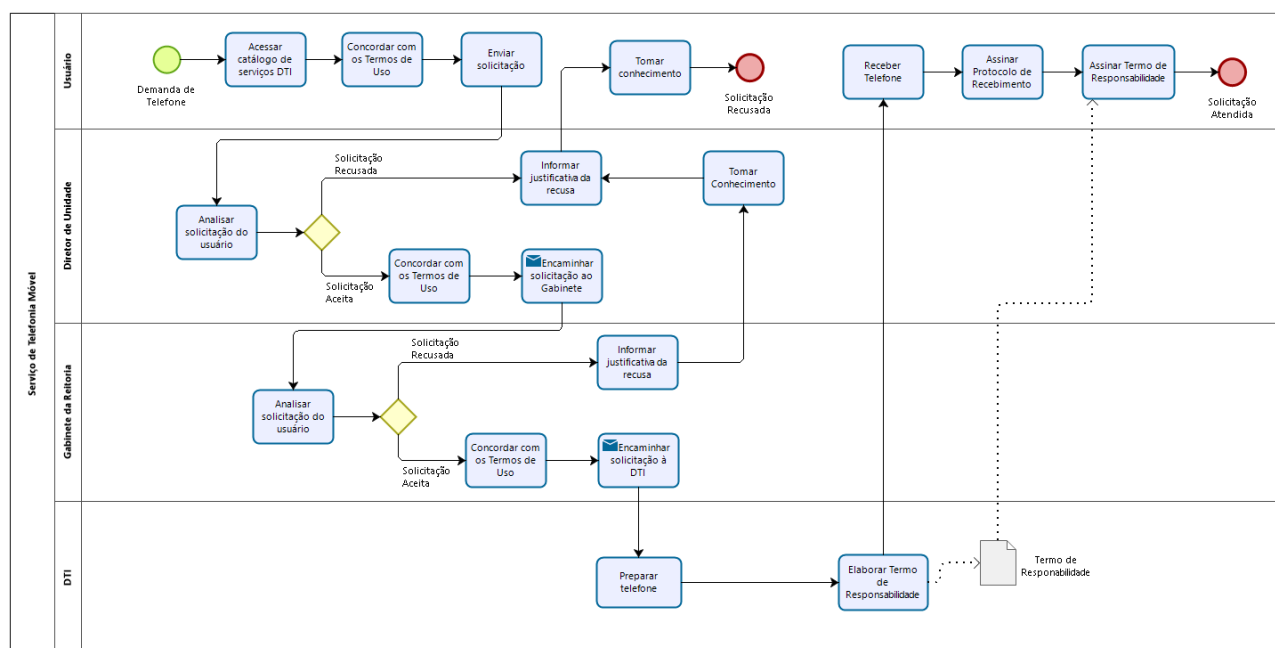 Serviço de Telefonia Móvel
Usuário
Demanda de
Telefone
Acessar
catálogo de
serviços DTI
Concordar com
os Termos de
Uso
Enviar
solicitação
Tomar
conhecimento
Solicitação
Recusada
Receber
Telefone
Assinar
Protocolo de
Recebimento
Assinar Termo de
Responsabilidade
Solicitação
Atendida
Diretor de Unidade
Analisar
solicitação do
usuário
Solicitação
Recusada
Solicitação
Aceita
Informar
justificativa da
recusa
Tomar
Conhecimento
Concordar com
os Termos de
Uso
Encaminhar
solicitação ao
Gabinete
Gabinete da Reitoria
Analisar
solicitação do
usuário
Solicitação
Recusada
Solicitação
Aceita
Informar
justificativa da
recusa
Concordar com
os Termos de
Uso
Encaminhar
solicitação à
DTI
DTI
Preparar
telefone
Elaborar Termo
de
Responsabilidade
Termo de
Responabilidade